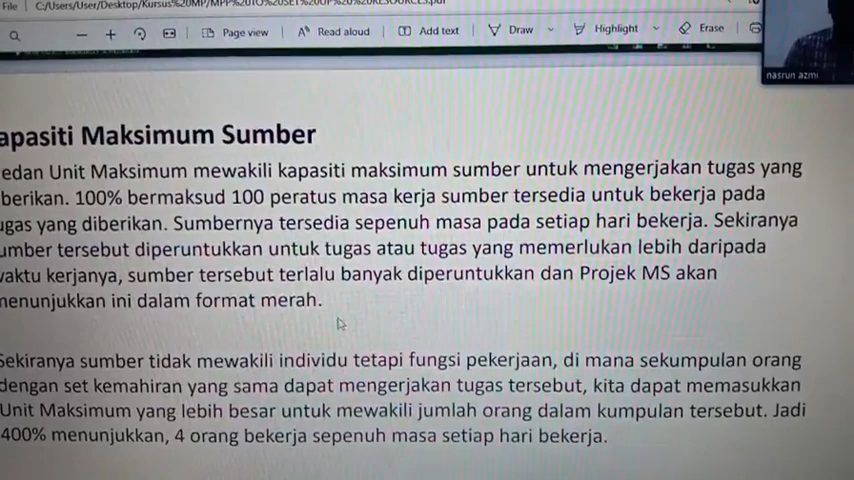 File C:/Users/User/Desktop/Kursus%20MP/MPP%20TO%20SET%20UP%20%20RESOURCES.pdf
Page view Read aloud Add text Draw Highlight Erase
nasrun azmi
apasiti Maksimum Sumber
edan Unit Maksimum mewakili kapasiti maksimum sumber untuk mengerjakan tugas yang
berikan. 100% bermaksud 100 peratus masa kerja sumber tersedia untuk bekerja pada
ugas yang diberikan. Sumbernya tersedia sepenuh masa pada setiap hari bekerja. Sekiranya
umber tersebut diperuntukkan untuk tugas atau tugas yang memerlukan lebih daripada
waktu kerjanya, sumber tersebut terlalu banyak diperuntukkan dan Projek MS akan
menunjukkan ini dalam format merah.
Sekiranya sumber tidak mewakili individu tetapi fungsi pekerjaan, di mana sekumpulan orang
dengan set kemahiran yang sama dapat mengerjakan tugas tersebut, kita dapat memasukkan
Unit Maksimum yang lebih besar untuk mewakili jumlah orang dalam kumpulan tersebut. Jadi
400% menunjukkan, 4 orang bekerja sepenuh masa setiap hari bekerja.